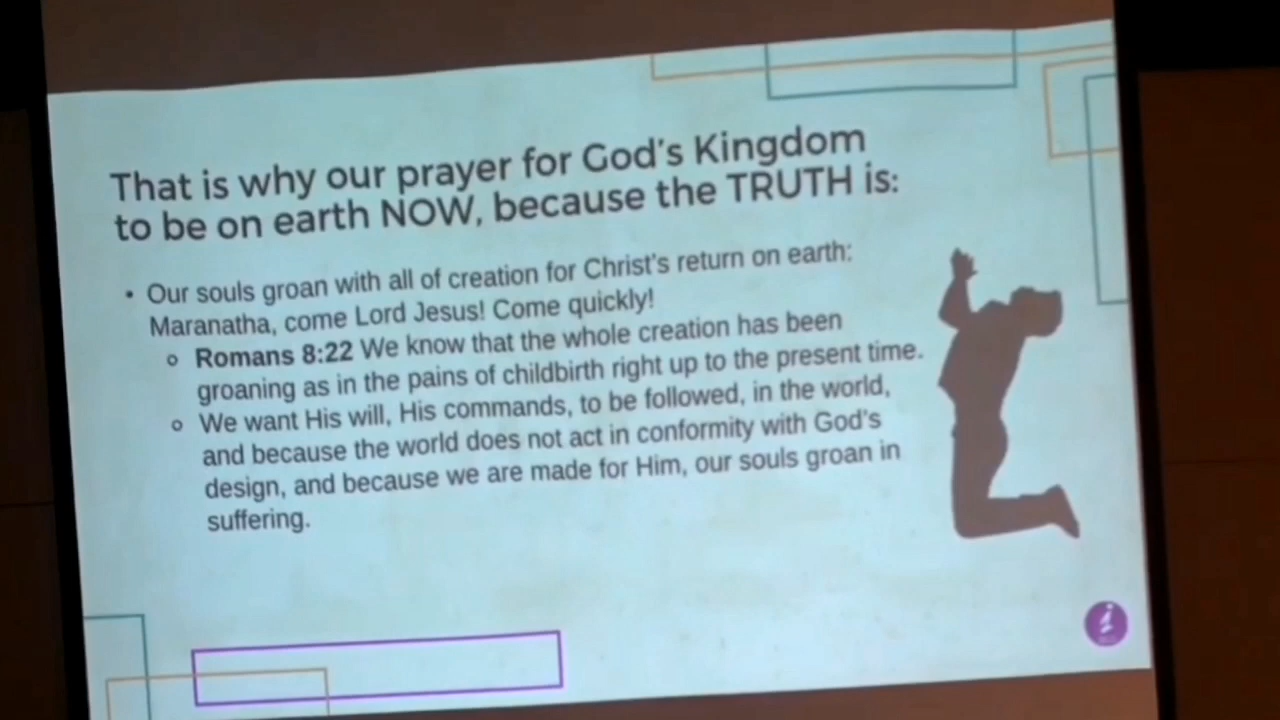 That is why our prayer for God's Kingdom
to be on earth NOW, because the TRUTH is:
• Our souls groan with all of creation for Christ's return on earth:
Maranatha, come Lord Jesus! Come quickly!
○ Romans 8:22 We know that the whole creation has been
groaning as in the pains of childbirth right up to the present time.
○ We want His will, His commands, to be followed, in the world,
and because the world does not act in conformity with God's
design, and because we are made for Him, our souls groan in
suffering.